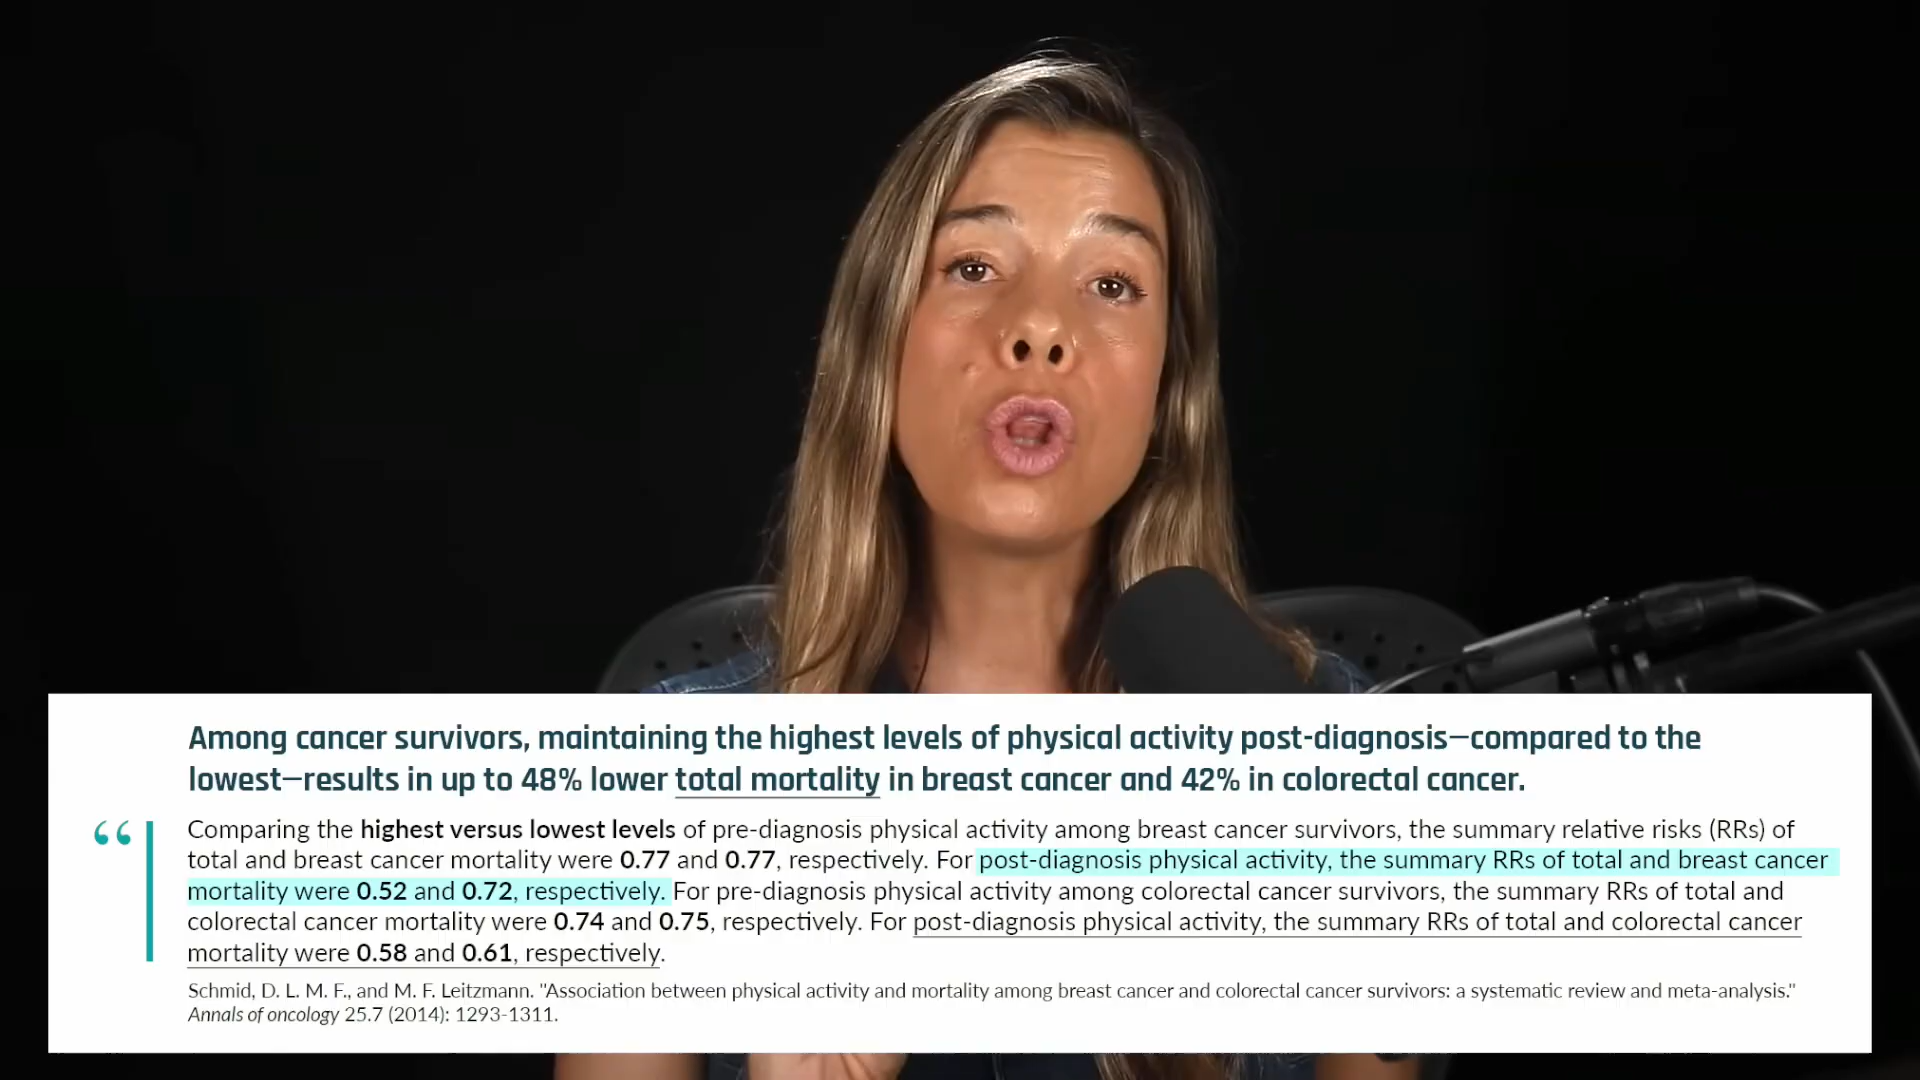 Among cancer survivors, maintaining the highest levels of physical activity post-diagnosis—compared to the
lowest—results in up to 48% lower total mortality in breast cancer and 42% in colorectal cancer.
“
Comparing the highest versus lowest levels of pre-diagnosis physical activity among breast cancer survivors, the summary relative risks (RRs) of
total and breast cancer mortality were 0.77 and 0.77, respectively. For post-diagnosis physical activity, the summary RRs of total and breast cancer
mortality were 0.52 and 0.72, respectively. For pre-diagnosis physical activity among colorectal cancer survivors, the summary RRs of total and
colorectal cancer mortality were 0.74 and 0.75, respectively. For post-diagnosis physical activity, the summary RRs of total and colorectal cancer
mortality were 0.58 and 0.61, respectively.
Schmid, D. L. M. F., and M. F. Leitzmann. "Association between physical activity and mortality among breast cancer and colorectal cancer survivors: a systematic review and meta-analysis."
Annals of oncology 25.7 (2014): 1293-1311.